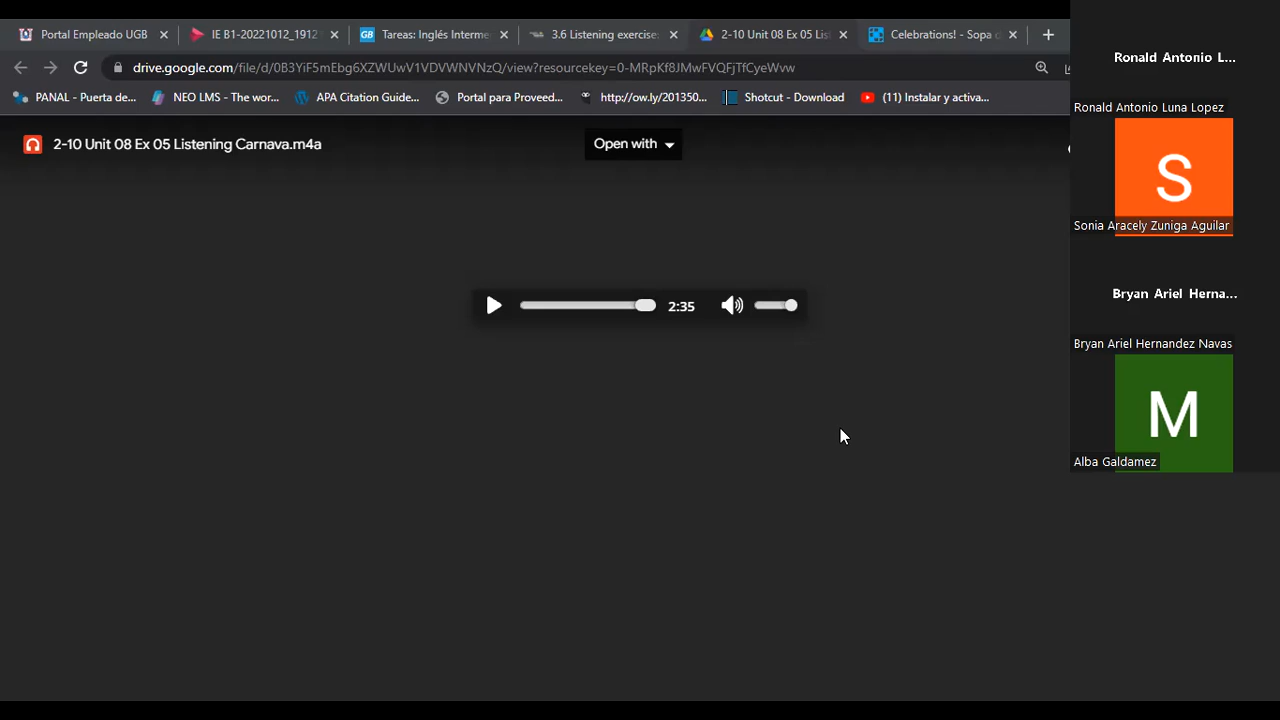 Portal Empleado UGB
IE B1-20221012_1912
GB Tareas: Inglés Interme
3.6 Listening exercise:
2-10 Unit 08 Ex 05 Lis
Celebrations! - Sopa d
drive.google.com/file/d/0B3YiF5mEbg6XZWUwV1VDVWNVNzQ/view?resourcekey=0-MRpKf8JMwFVQFjTfCyeWvw
PANAL - Puerta de...
NEO LMS - The wor...
APA Citation Guide...
Portal para Proveed...
http://ow.ly/201350...
Shotcut - Download
(11) Instalar y activa...
2-10 Unit 08 Ex 05 Listening Carnava.m4a
Open with
2:35
Ronald Antonio L...
Ronald Antonio Luna Lopez
S
Sonia Aracely Zuniga Aguilar
Bryan Ariel Herna...
Bryan Ariel Hernandez Navas
M
Alba Galdamez